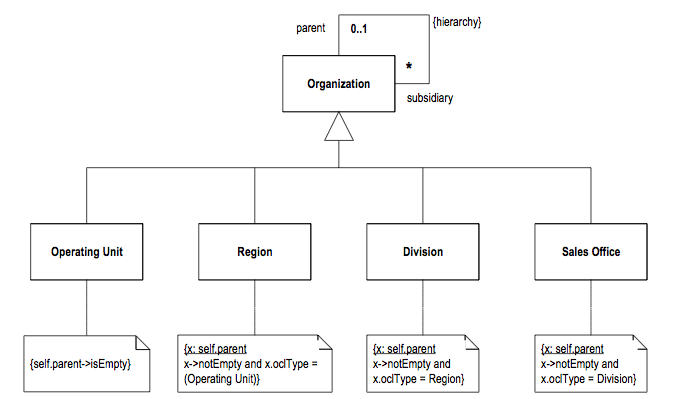 parent 0..1 {hierarchy}
*
Organization
subsidiary
Operating Unit Region Division Sales Office
{self.parent->isEmpty}
{x: self.parent
x->notEmpty and x.oclType =
(Operating Unit)}
{x: self.parent
x->notEmpty and
x.oclType = Region}
{x: self.parent
x->notEmpty and
x.oclType = Division}